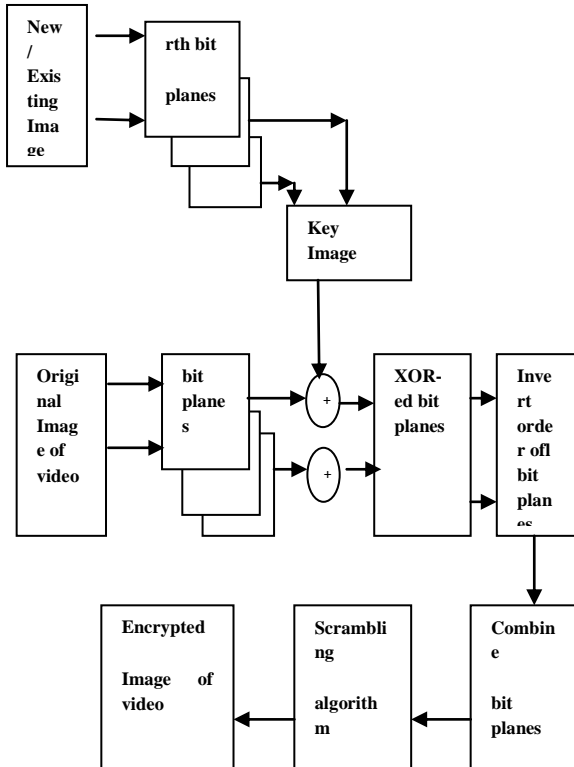 New
/
Exis
ting
Ima
ge
rth bit
planes
Key
Image
Origi
nal
Imag
e of
video
bit
plane
s
+
+
XOR-
ed bit
planes
Inve
rt
orde
r ofl
bit
plan
es
Encrypted
Image of
video
Scrambli
ng
algorith
m
Combin
e
bit
planes